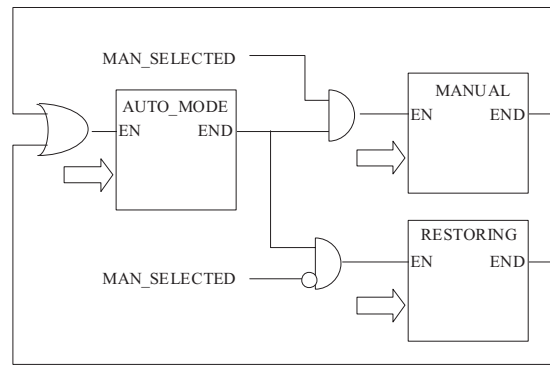 MAN_SELECTED
AUTO_MODE
EN END
MANUAL
EN END
RESTORING
EN END
MAN_SELECTED